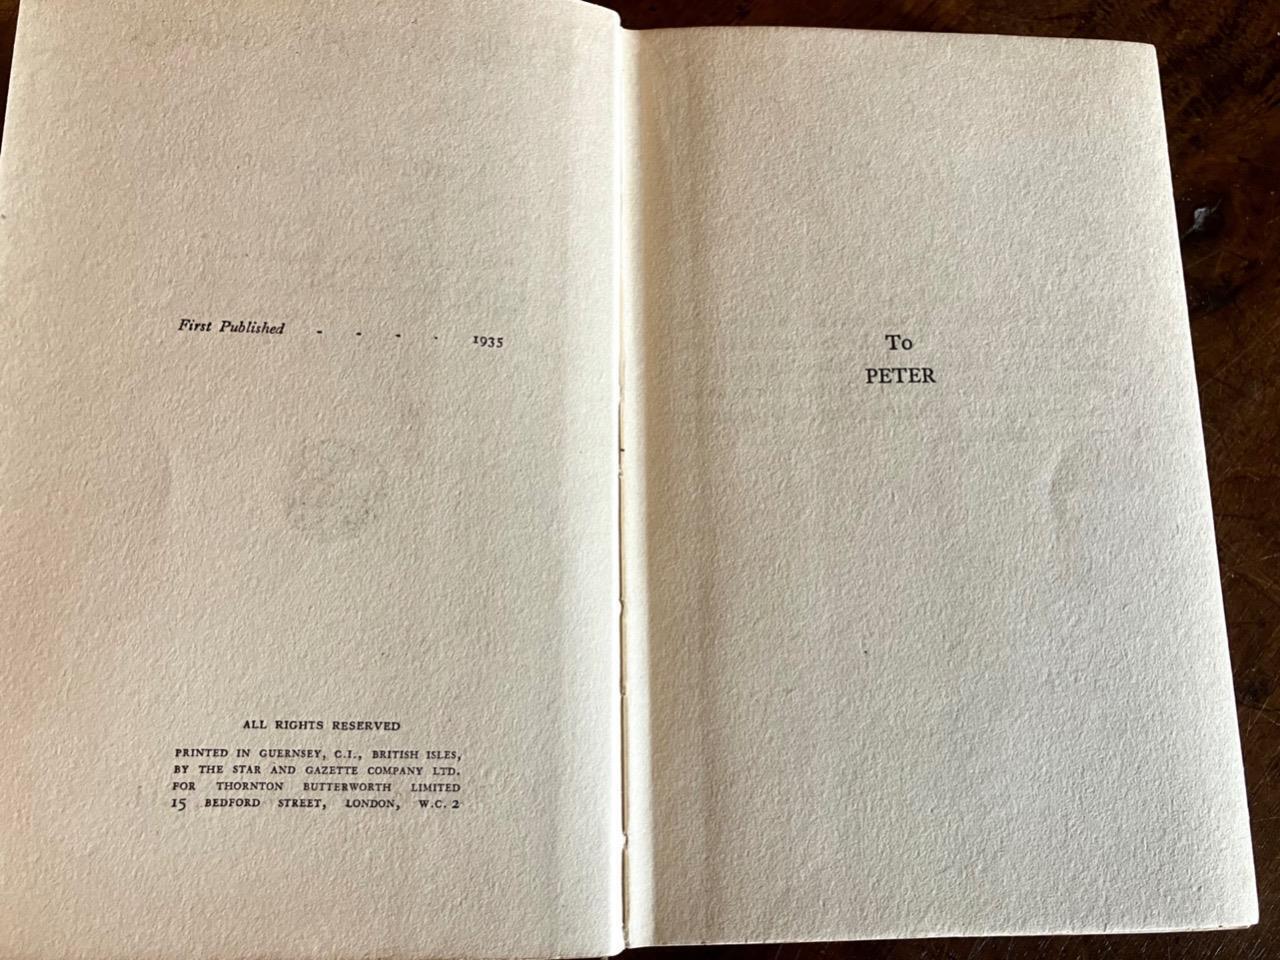 First Published - - - - 1935
ALL RIGHTS RESERVED
PRINTED IN GUERNSEY, C.I., BRITISH ISLES,
BY THE STAR AND GAZETTE COMPANY LTD.
FOR THORNTON BUTTERWORTH LIMITED
15 BEDFORD STREET, LONDON, W.C. 2
To
PETER